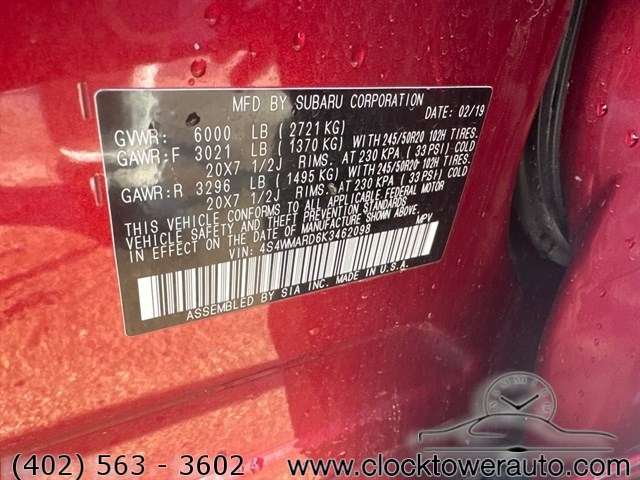 MFD BY SUBARU CORPORATION
DATE: 02/19
GVWR: 6000 LB (2721 KG)
GAWR:F 3021 LB (1370 KG) WITH 245/50R20 102H TIRES.
20X7 1/2J RIMS. AT 230 KPA (33 PSI) COLD
GAWR:R 3296 LB (1495 KG) WITH 245/50R20 102H TIRES.
20X7 1/2J RIMS. AT 230 KPA (33 PSI) COLD
THIS VEHICLE CONFORMS TO ALL APPLICABLE FEDERAL MOTOR
VEHICLE SAFETY AND THEFT PREVENTION STANDARDS
IN EFFECT ON THE DATE OF MANUFACTURE SHOWN ABOVE.
VIN: 4S4WMARD6K3462098 MPV
ASSEMBLED BY SIA INC. MADE IN U.S.A.
(402) 563 - 3602 www.clocktowerauto.com